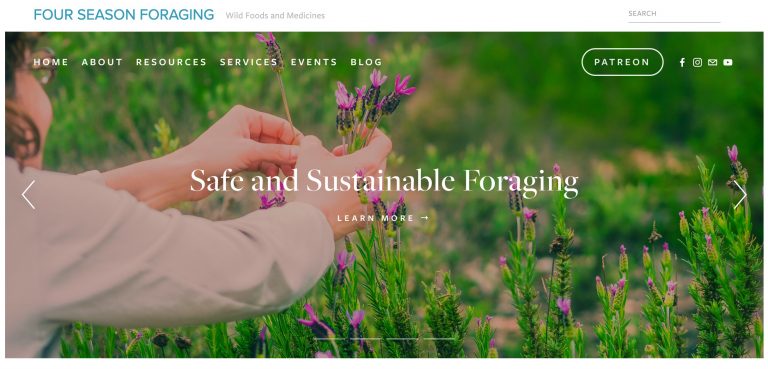 FOUR SEASON FORAGING Wild Foods and Medicines SEARCH
HOME ABOUT RESOURCES SERVICES EVENTS BLOG PATREON
Safe and Sustainable Foraging
LEARN MORE →